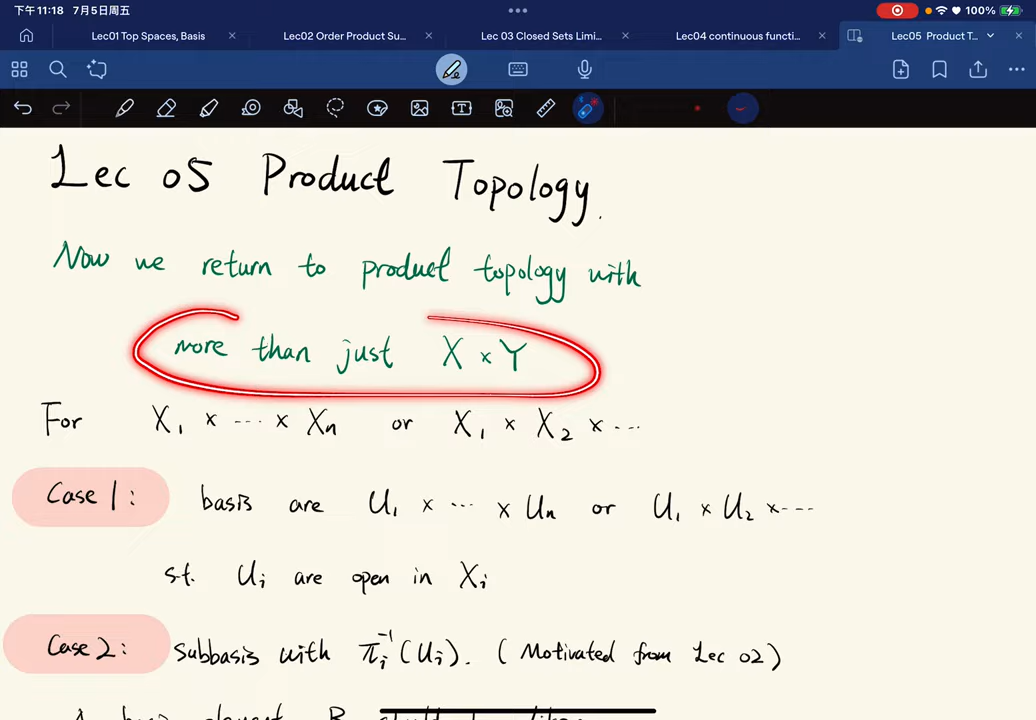 下午11:18 7月5日周五
100%
Lec01 Top Spaces, Basis
Lec02 Order Product Su...
Lec 03 Closed Sets Limi...
Lec04 continuous functi...
Lec05 Product T...
Lec 05 Product Topology.
Now we return to product topology with
more than just X × Y
For X₁ × ... × Xₙ or X₁ × X₂ × ...
Case 1: basis are U₁ × ... × Uₙ or U₁ × U₂ × ...
st. Uᵢ are open in Xᵢ
Case 2: subbasis with πᵢ⁻¹(Uᵢ). (Motivated from Lec 02)